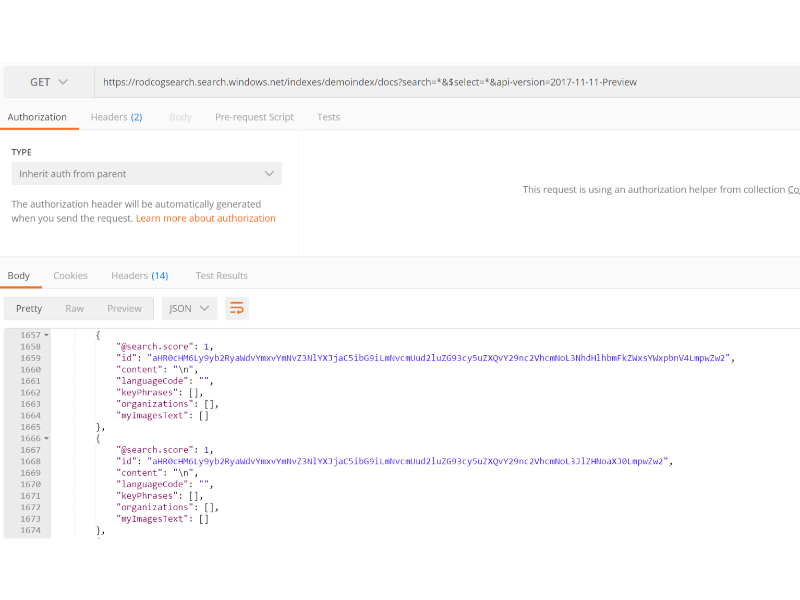 GET https://rodcogsearch.search.windows.net/indexes/demoindex/docs?search=*&$select=*&api-version=2017-11-11-Preview
Authorization Headers (2) Body Pre-request Script Tests
TYPE
Inherit auth from parent
This request is using an authorization helper from collection Co
The authorization header will be automatically generated
when you send the request. Learn more about authorization
Body Cookies Headers (14) Test Results
Pretty Raw Preview JSON
1657 {
1658 "@search.score": 1,
1659 "id": "aHR0cHM6Ly9yb2RyaWdvYmxvYmNvZ3NlYXJjaC5ibG9iLmNvcmUud2luZG93cy5uZXQvY29nc2VhcmNoL3NhdHlhbmFkZWxsYWxpbnV4LmpwZw2",
1660 "content": "\n",
1661 "languageCode": "",
1662 "keyPhrases": [],
1663 "organizations": [],
1664 "myImagesText": []
1665 },
1666 {
1667 "@search.score": 1,
1668 "id": "aHR0cHM6Ly9yb2RyaWdvYmxvYmNvZ3NlYXJjaC5ibG9iLmNvcmUud2luZG93cy5uZXQvY29nc2VhcmNoL3JlZHNoaXJ0LmpwZw2",
1669 "content": "\n",
1670 "languageCode": "",
1671 "keyPhrases": [],
1672 "organizations": [],
1673 "myImagesText": []
1674 },